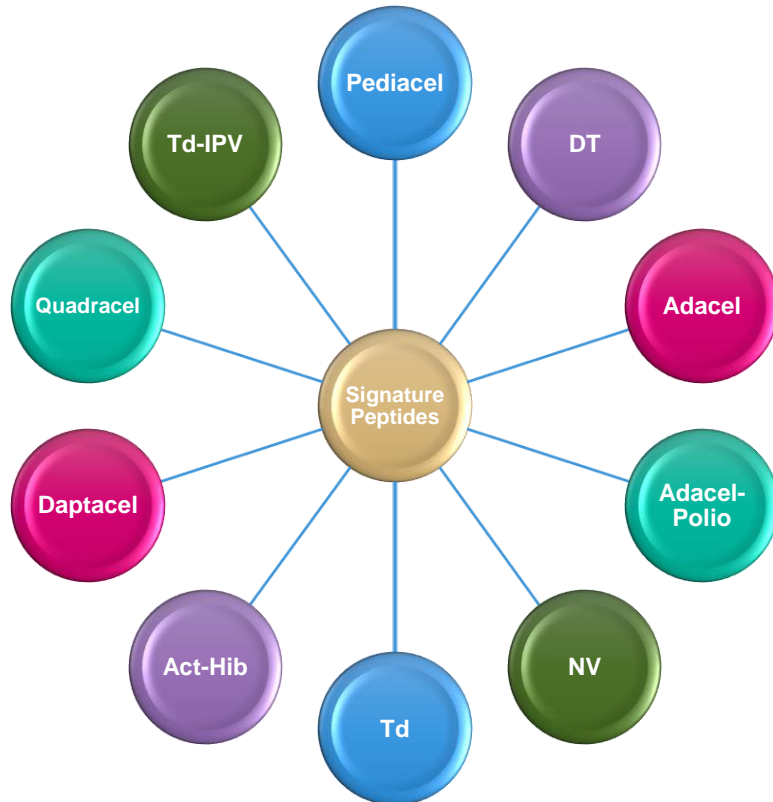 Pediacel
DT
Adacel
Adacel-
Polio
NV
Td
Act-Hib
Daptacel
Quadracel
Td-IPV
Signature
Peptides